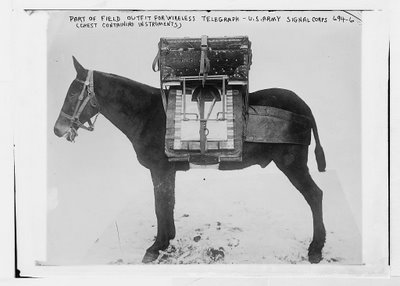 PART OF FIELD OUTFIT FOR WIRELESS TELEGRAPH - U.S. ARMY SIGNAL CORPS 694-6
(CHEST CONTAINING INSTRUMENTS)